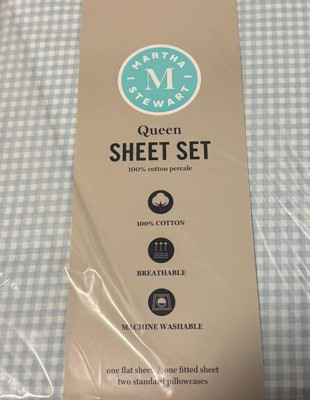 MARTHA
M
STEWART
Queen
SHEET SET
100% cotton percale
100% COTTON
BREATHABLE
MACHINE WASHABLE
one flat sheet / one fitted sheet
two standard pillowcases